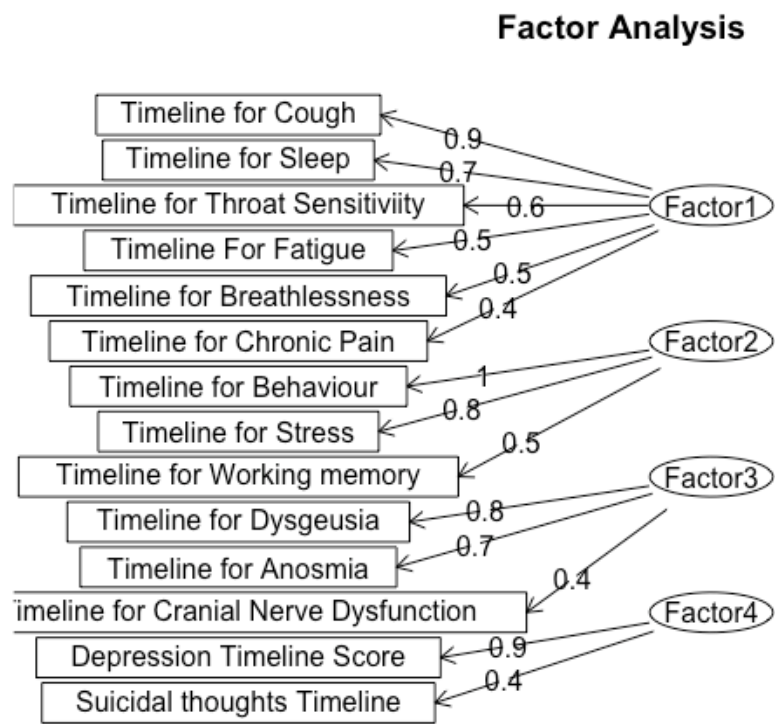 Factor Analysis
Timeline for Cough
0.9
Timeline for Sleep
0.7
Timeline for Throat Sensitiviity
0.6
Factor1
Timeline For Fatigue
0.5
Timeline for Breathlessness
0.5
Timeline for Chronic Pain
0.4
Timeline for Behaviour
1
Factor2
Timeline for Stress
0.8
Timeline for Working memory
0.5
Timeline for Dysgeusia
0.8
Factor3
Timeline for Anosmia
0.7
imeline for Cranial Nerve Dysfunction
0.4
Factor4
Depression Timeline Score
0.9
Suicidal thoughts Timeline
0.4